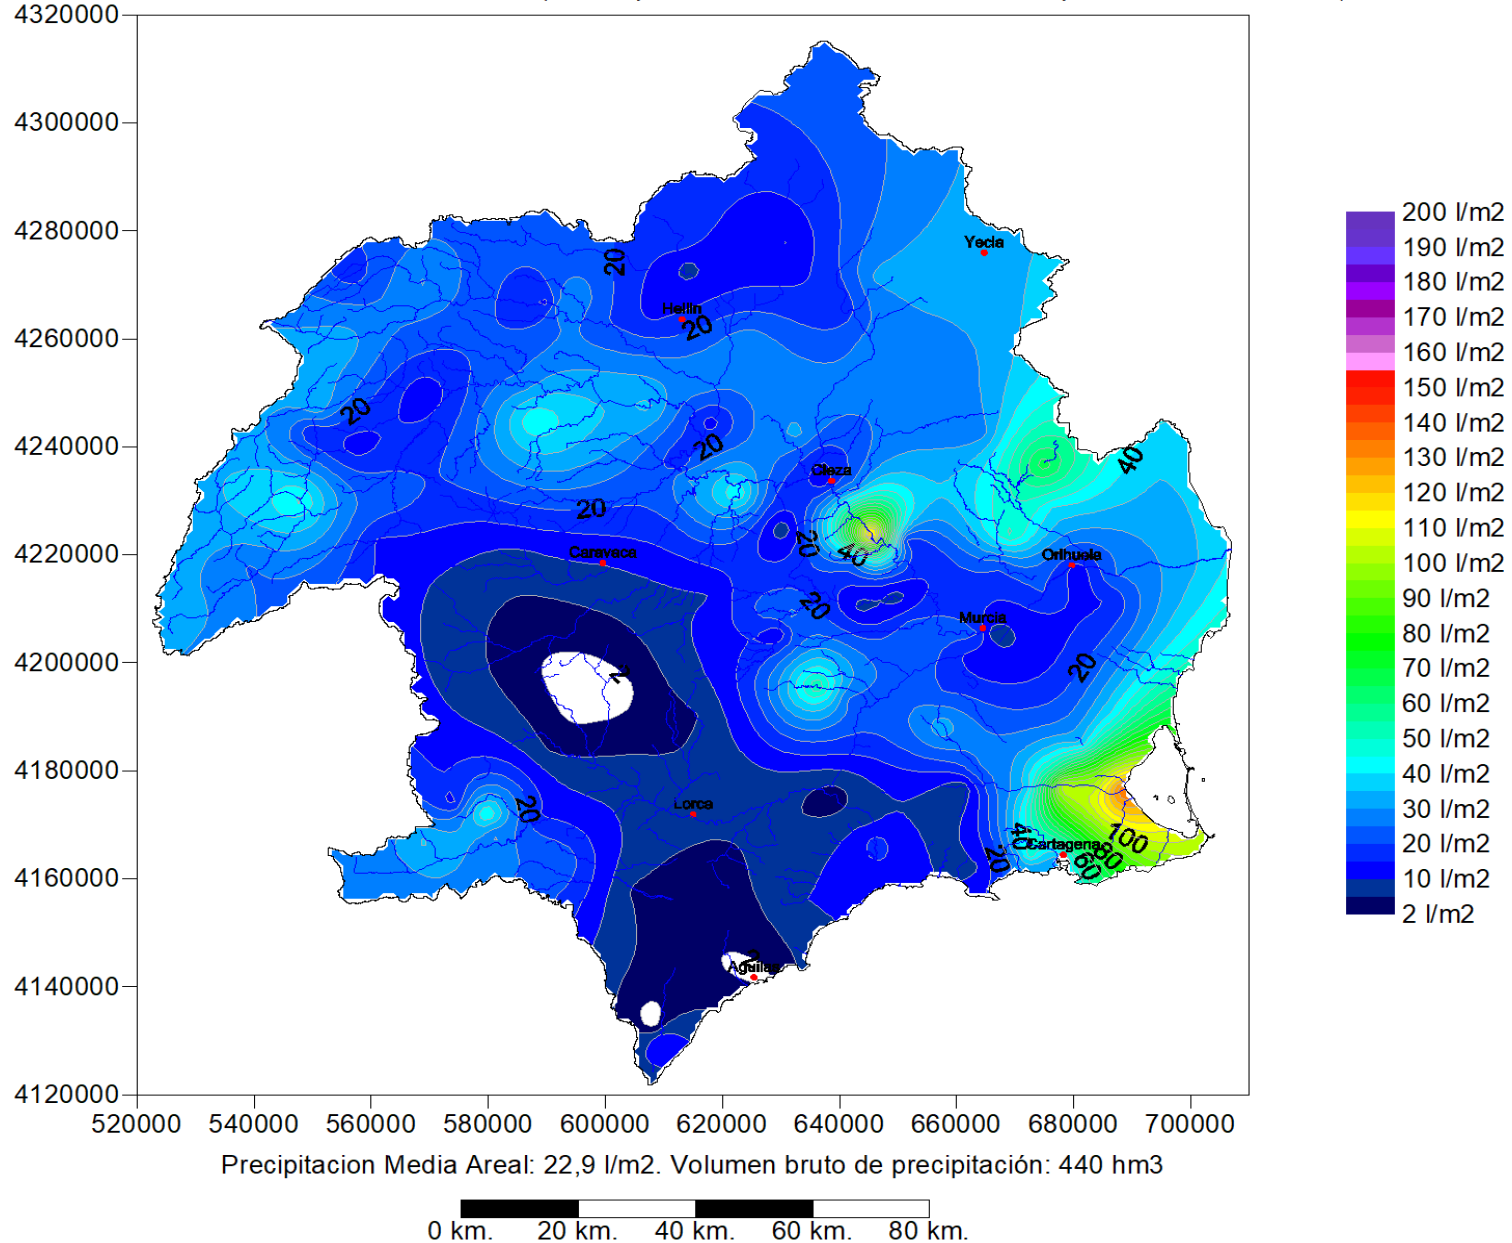 4320000
4300000
4280000
4260000
4240000
4220000
4200000
4180000
4160000
4140000
4120000
520000 540000 560000 580000 600000 620000 640000 660000 680000 700000
Yecla
20
Hellin
20
20
40
20
Cieza
20
20
40
Orihuela
Caravaca
20
Murcia
20
2
20
Lorca
40
100
Cartagena
80
60
20
2
Aguilas
200 l/m2
190 l/m2
180 l/m2
170 l/m2
160 l/m2
150 l/m2
140 l/m2
130 l/m2
120 l/m2
110 l/m2
100 l/m2
90 l/m2
80 l/m2
70 l/m2
60 l/m2
50 l/m2
40 l/m2
30 l/m2
20 l/m2
10 l/m2
2 l/m2
Precipitacion Media Areal: 22,9 l/m2. Volumen bruto de precipitación: 440 hm3
0 km. 20 km. 40 km. 60 km. 80 km.